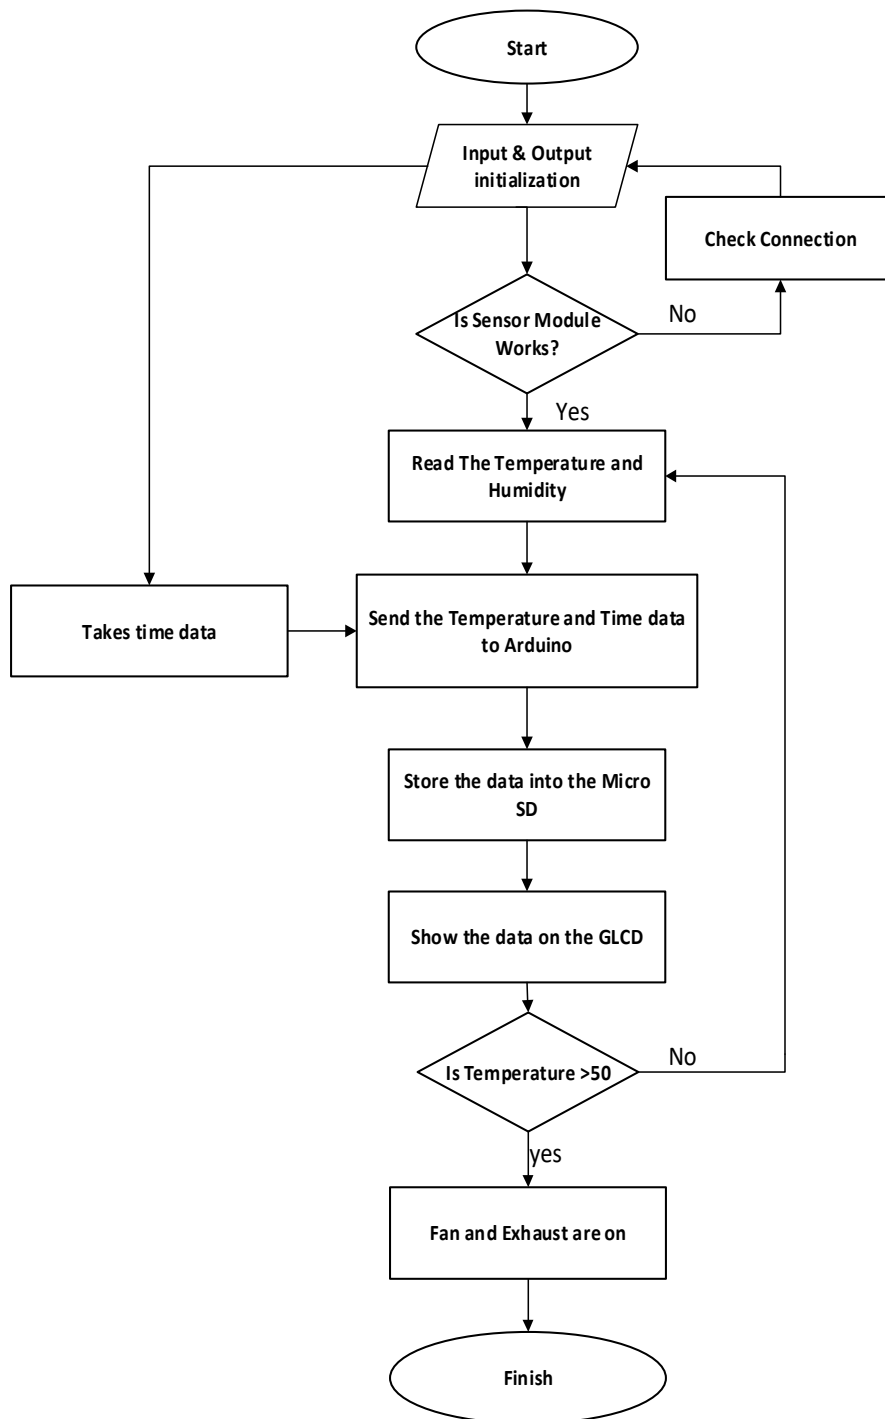 Start
Input & Output
initialization
Check Connection
Is Sensor Module
Works?
No
Yes
Read The Temperature and
Humidity
Takes time data
Send the Temperature and Time data
to Arduino
Store the data into the Micro
SD
Show the data on the GLCD
Is Temperature >50
No
yes
Fan and Exhaust are on
Finish